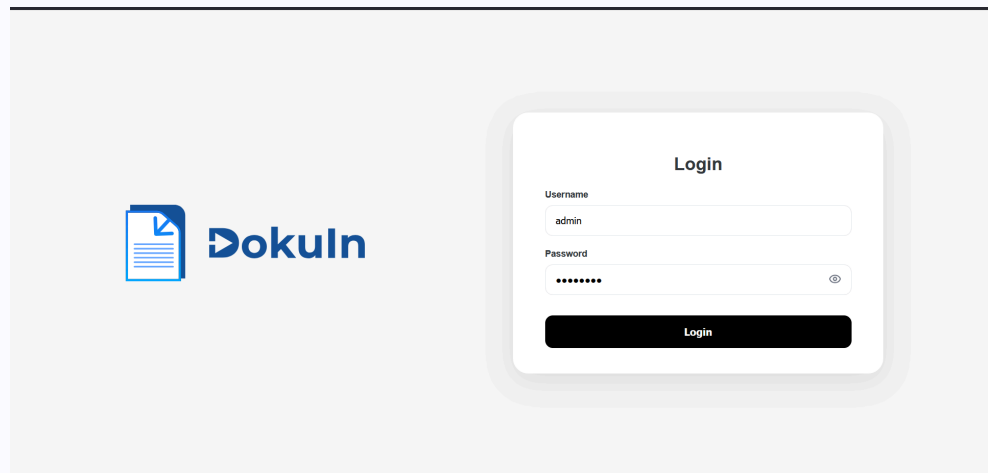 DokuIn
Login
Username
admin
Password
••••••••
Login